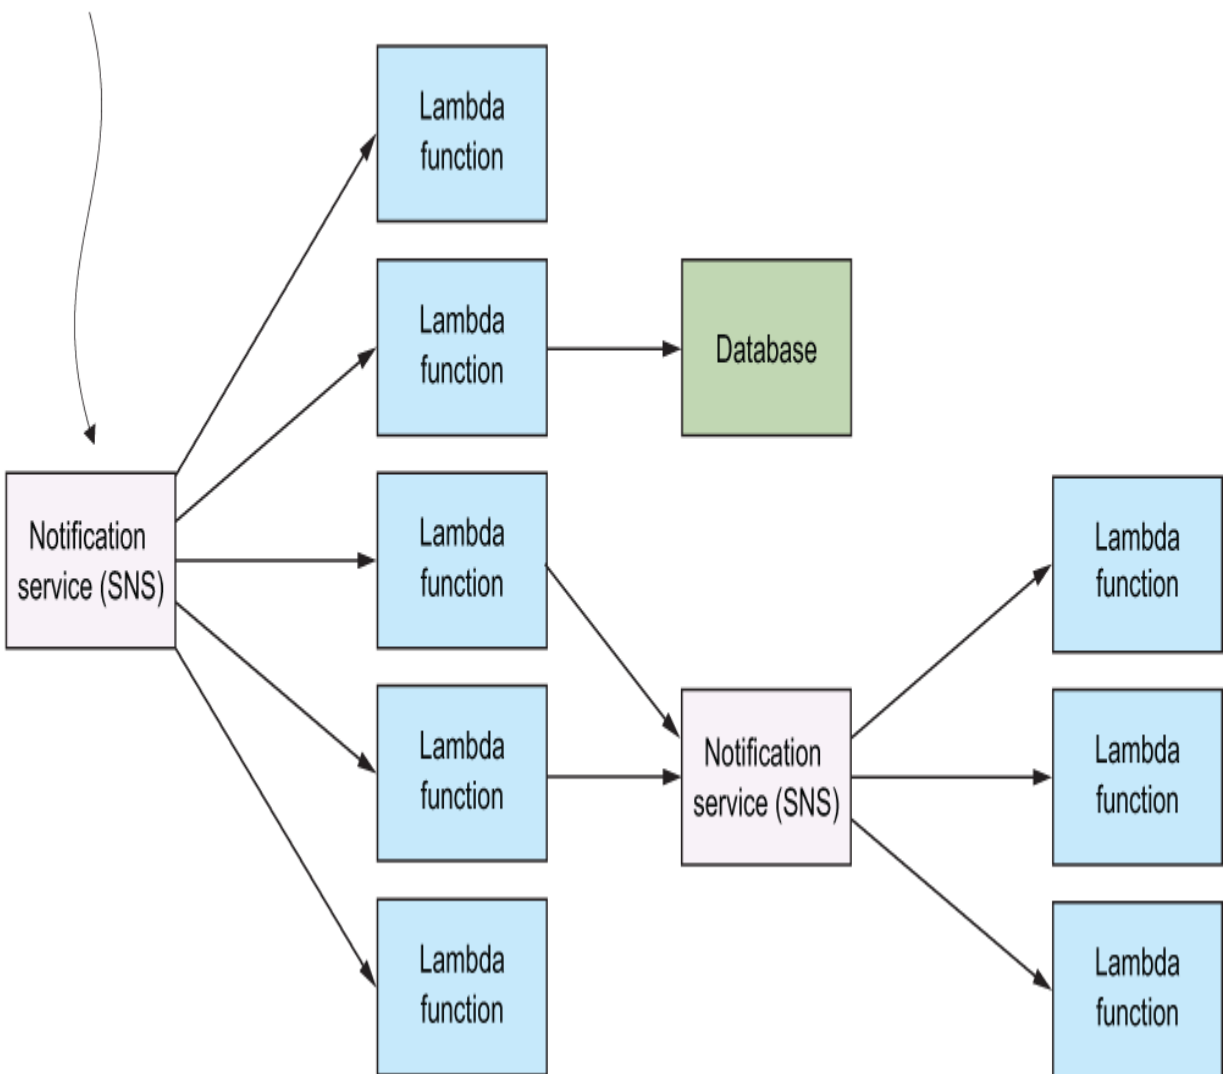 Lambda
function
Lambda
function
Database
Notification
service (SNS)
Lambda
function
Lambda
function
Lambda
function
Notification
service (SNS)
Lambda
function
Lambda
function
Lambda
function